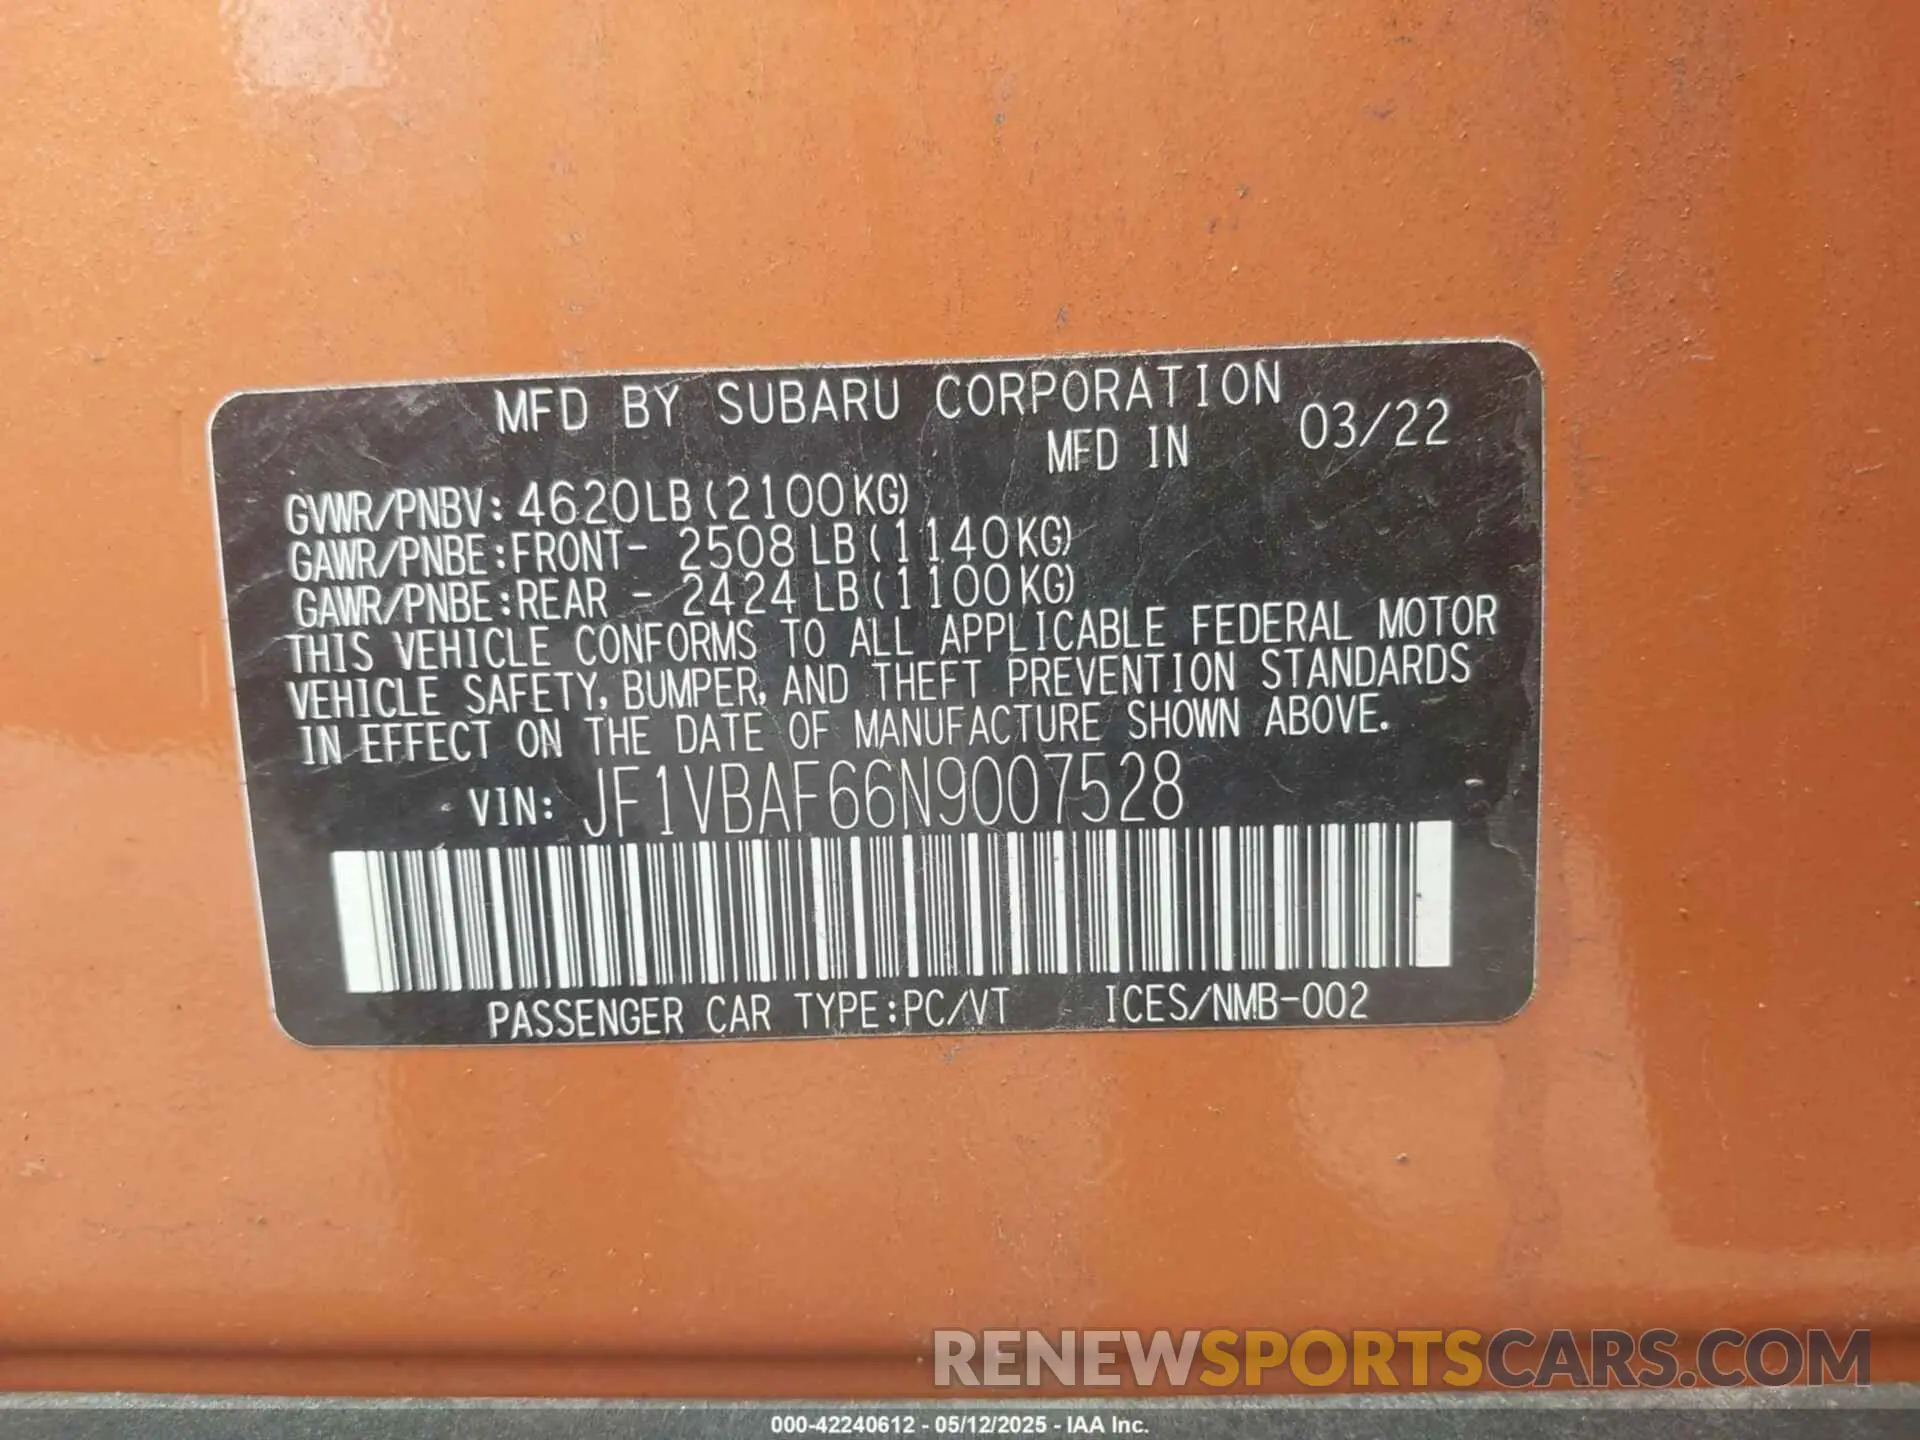 MFD BY SUBARU CORPORATION
MFD IN 03/22
GVWR/PNBV: 4620LB (2100KG)
GAWR/PNBE:FRONT- 2508 LB (1140KG)
GAWR/PNBE:REAR - 2424 LB (1100KG)
THIS VEHICLE CONFORMS TO ALL APPLICABLE FEDERAL MOTOR
VEHICLE SAFETY, BUMPER, AND THEFT PREVENTION STANDARDS
IN EFFECT ON THE DATE OF MANUFACTURE SHOWN ABOVE.
VIN: JF1VBAF66N9007528
PASSENGER CAR TYPE:PC/VT ICES/NMB-002
RENEWSPORTSCARS.COM
000-42240612 - 05/12/2025 - IAA Inc.